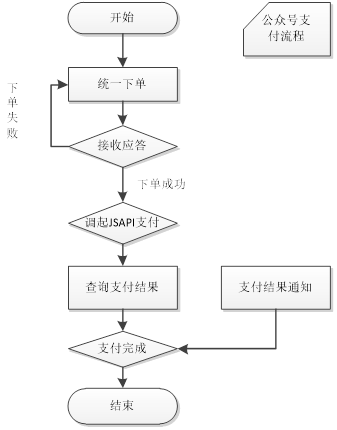 开始
公众号支
付流程
统一下单
下
单
失
败
接收应答
下单成功
调起JSAPI支付
查询支付结果
支付结果通知
支付完成
结束